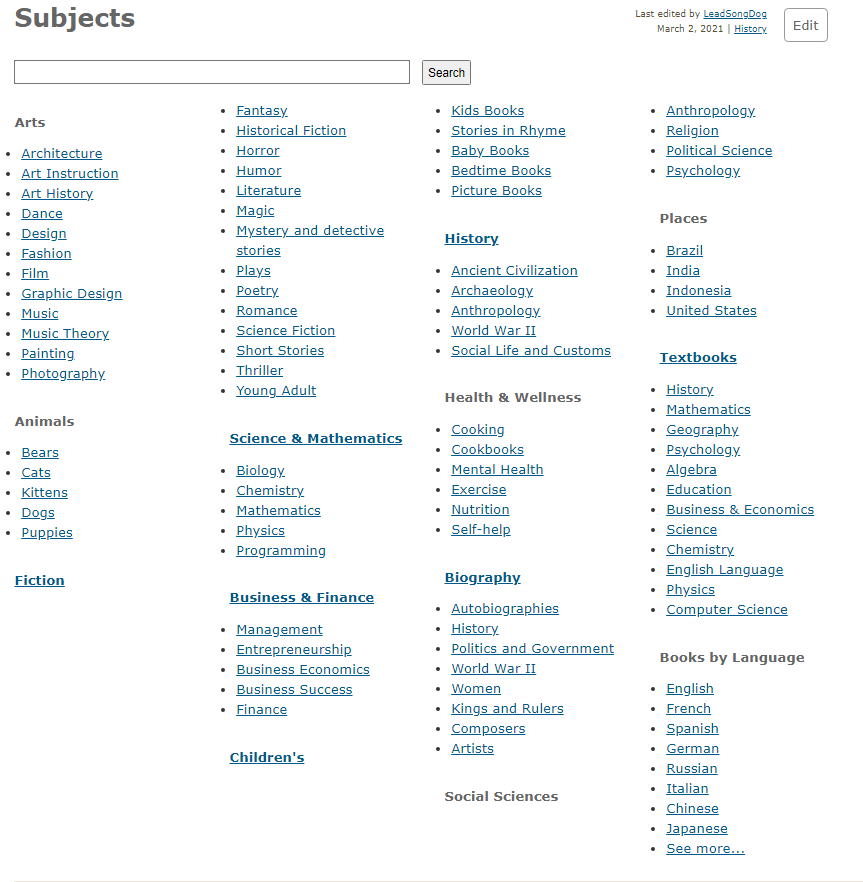 Subjects
Last edited by LeadSongDog
March 2, 2021 | History
Edit
Search
Arts
Architecture
Art Instruction
Art History
Dance
Design
Fashion
Film
Graphic Design
Music
Music Theory
Painting
Photography
Animals
Bears
Cats
Kittens
Dogs
Puppies
Fiction
Fantasy
Historical Fiction
Horror
Humor
Literature
Magic
Mystery and detective
stories
Plays
Poetry
Romance
Science Fiction
Short Stories
Thriller
Young Adult
Science & Mathematics
Biology
Chemistry
Mathematics
Physics
Programming
Business & Finance
Management
Entrepreneurship
Business Economics
Business Success
Finance
Children's
Kids Books
Stories in Rhyme
Baby Books
Bedtime Books
Picture Books
History
Ancient Civilization
Archaeology
Anthropology
World War II
Social Life and Customs
Health & Wellness
Cooking
Cookbooks
Mental Health
Exercise
Nutrition
Self-help
Biography
Autobiographies
History
Politics and Government
World War II
Women
Kings and Rulers
Composers
Artists
Social Sciences
Anthropology
Religion
Political Science
Psychology
Places
Brazil
India
Indonesia
United States
Textbooks
History
Mathematics
Geography
Psychology
Algebra
Education
Business & Economics
Science
Chemistry
English Language
Physics
Computer Science
Books by Language
English
French
Spanish
German
Russian
Italian
Chinese
Japanese
See more...